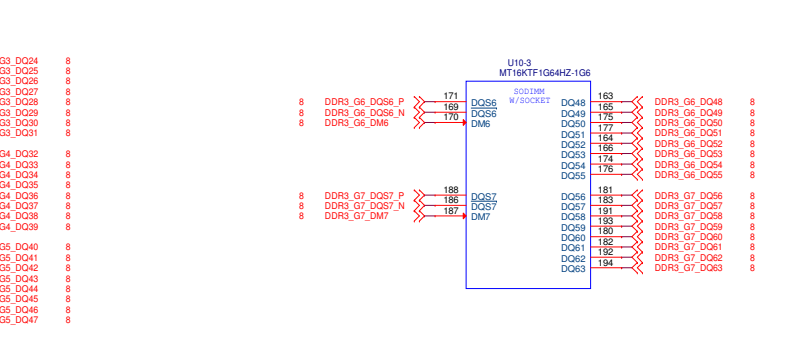 G3_DQ24 8
G3_DQ25 8
G3_DQ26 8
G3_DQ27
G3_DQ28 8
G3_DQ29 8
G3_DQ30 8
G3_DQ31 8
G4_DQ32 8
G4_DQ33 8
G4_DQ34 8
G4_DQ35
G4_DQ36 8
G4_DQ37 8
G4_DQ38 8
G4_DQ39 8
G5_DQ40 8
G5_DQ41 8
G5_DQ42 8
G5_DQ43 8
G5_DQ44 8
G5_DQ45 8
G5_DQ46 8
G5_DQ47 8
U10-3
MT16KTF1G64HZ-1G6
SODIMM
W/SOCKET
8 DDR3_G6_DQS6_P 171 DQS6
8 DDR3_G6_DQS6_N 169 DQS6
8 DDR3_G6_DM6 170 DM6
8 DDR3_G7_DQS7_P 188 DQS7
8 DDR3_G7_DQS7_N 186 DQS7
8 DDR3_G7_DM7 187 DM7
DQ48 163 DDR3_G6_DQ48 8
DQ49 165 DDR3_G6_DQ49 8
DQ50 175 DDR3_G6_DQ50 8
DQ51 177 DDR3_G6_DQ51 8
DQ52 164 DDR3_G6_DQ52 8
DQ53 166 DDR3_G6_DQ53 8
DQ54 174 DDR3_G6_DQ54 8
DQ55 176 DDR3_G6_DQ55 8
DQ56 181 DDR3_G7_DQ56 8
DQ57 183 DDR3_G7_DQ57 8
DQ58 191 DDR3_G7_DQ58 8
DQ59 193 DDR3_G7_DQ59 8
DQ60 180 DDR3_G7_DQ60 8
DQ61 182 DDR3_G7_DQ61 8
DQ62 192 DDR3_G7_DQ62 8
DQ63 194 DDR3_G7_DQ63 8